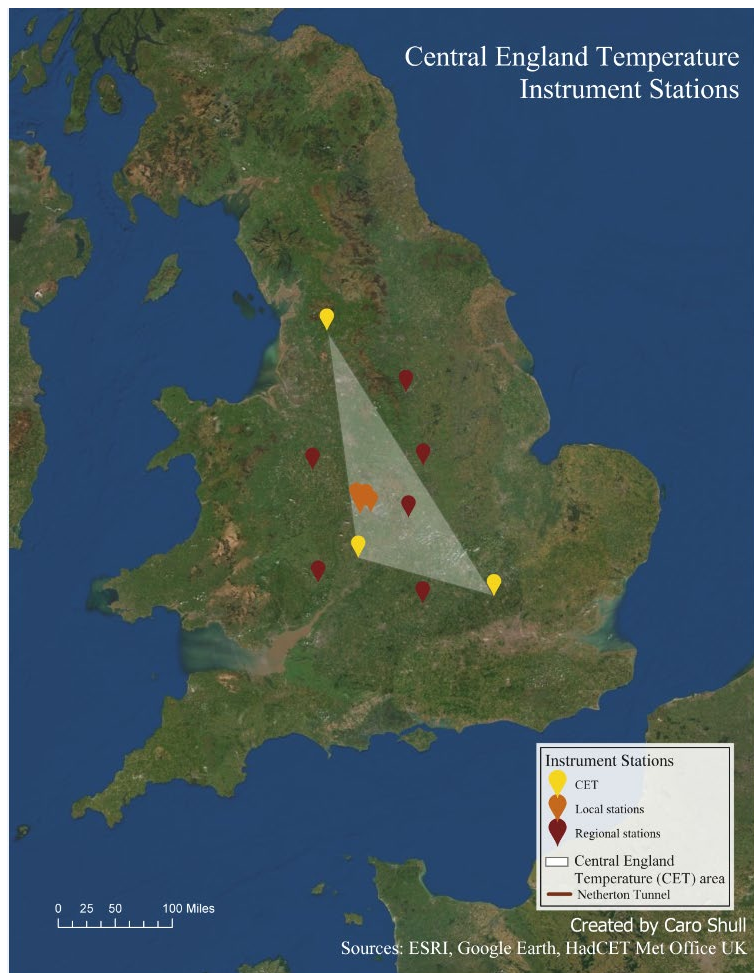 Central England Temperature
Instrument Stations
Instrument Stations
CET
Local stations
Regional stations
Central England
Temperature (CET) area
Netherton Tunnel
0 25 50 100 Miles
Created by Caro Shull
Sources: ESRI, Google Earth, HadCET Met Office UK